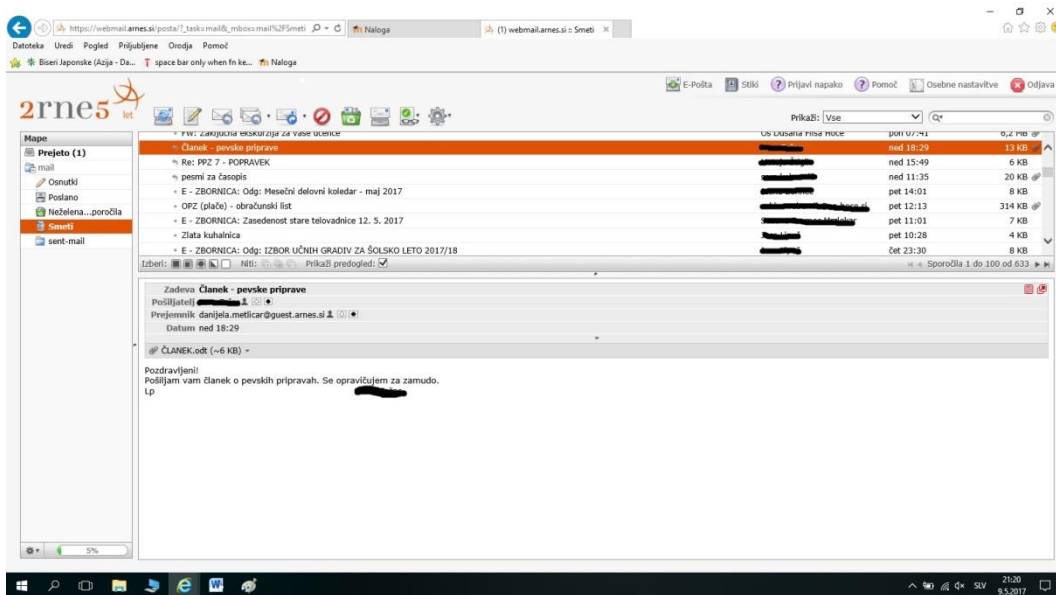 https://webmail.arnes.si/posta/?_task=mail&_mbox=mail%2FSmeti
Naloga
(1) webmail.arnes.si :: Smeti
Datoteka Uredi Pogled Priljubljene Orodja Pomoč
Biseri Japonske (Azija - Da...
space bar only when fn ke...
Naloga
E-Pošta Stiki Prijavi napako Pomoč Osebne nastavitve Odjava
2rne5 let
Prikaži: Vse
Mape
Prejeto (1)
mail
Osnutki
Poslano
Neželena...poročila
Smeti
sent-mail
5%
FW: Zaključna ekskurzija za vaše učence pon 07:41 6,2 MB
Članek - pevske priprave ned 18:29 13 KB
Re: PPZ 7 - POPRAVEK ned 15:49 6 KB
pesmi za časopis ned 11:35 20 KB
E - ZBORNICA: Odg: Mesečni delovni koledar - maj 2017 pet 14:01 8 KB
OPZ (plače) - obračunski list pet 12:13 314 KB
E - ZBORNICA: Zasedenost stare telovadnice 12. 5. 2017 pet 11:01 7 KB
Zlata kuhalnica pet 10:28 4 KB
E - ZBORNICA: Odg: IZBOR UČNIH GRADIV ZA ŠOLSKO LETO 2017/18 čet 23:30 8 KB
Izberi: Niti: Prikaži predogled: Sporočila 1 do 100 od 633
Zadeva Članek - pevske priprave
Pošiljatelj
Prejemnik danijela.metlicar@guest.arnes.si
Datum ned 18:29
ČLANEK.odt (~6 KB)
Pozdravljeni!
Pošiljam vam članek o pevskih pripravah. Se opravičujem za zamudo.
Lp
SLV
21:20
9.5.2017